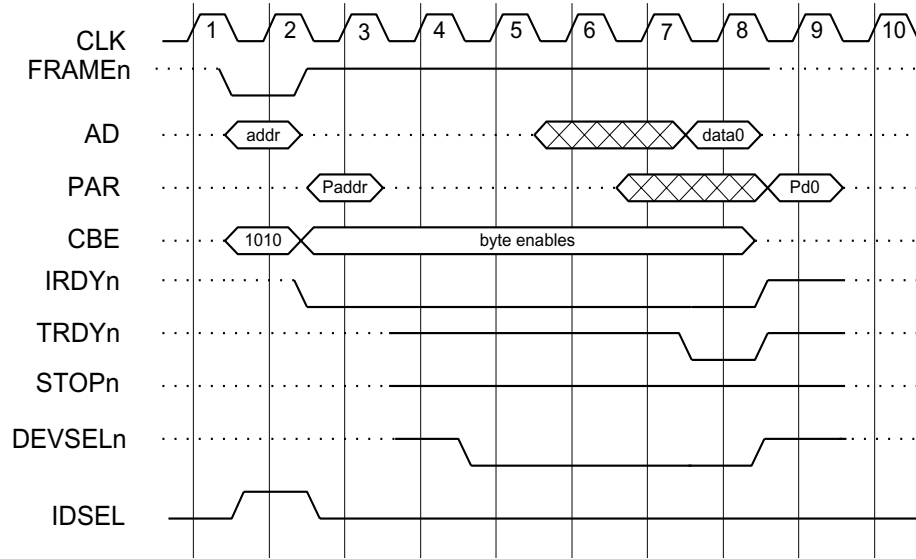 CLK 1 2 3 4 5 6 7 8 9 10
FRAMEn
AD addr data0
PAR Paddr Pd0
CBE 1010 byte enables
IRDYn
TRDYn
STOPn
DEVSELn
IDSEL